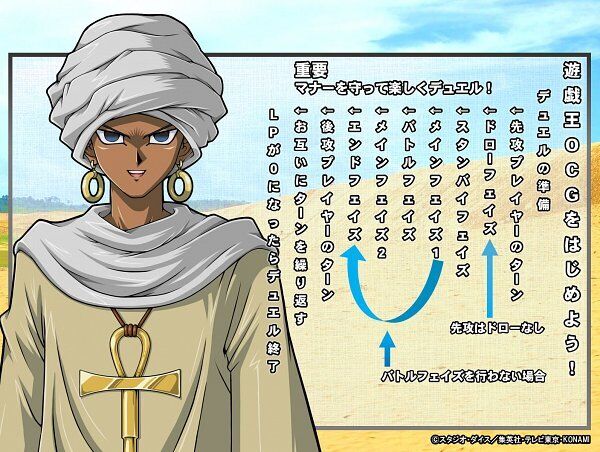 遊戯王OCGをはじめよう！
デュエルの準備
←先攻プレイヤーのターン
←ドローフェイズ
←スタンバイフェイズ
←メインフェイズ1
←バトルフェイズ
←メインフェイズ2
←エンドフェイズ
←後攻プレイヤーのターン
←お互いにターンを繰り返す
LPが0になったらデュエル終了
重要
マナーを守って楽しくデュエル！
先攻はドローなし
バトルフェイズを行わない場合
©スタジオ・ダイス／集英社・テレビ東京・KONAMI